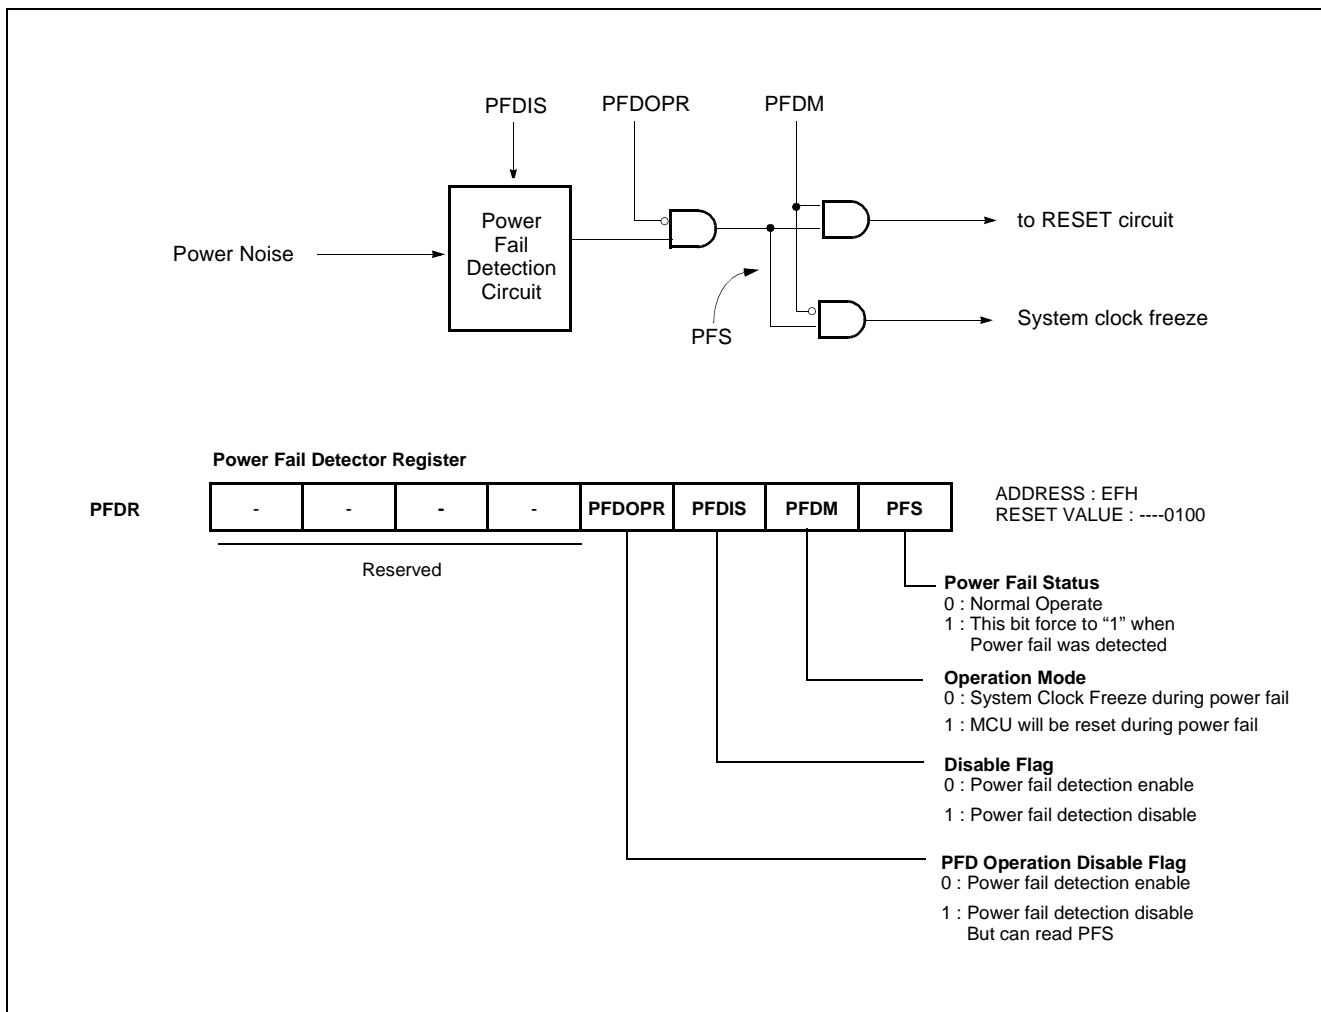 PFDIS
PFDOPR
PFDM
Power
Fail
Detection
Circuit
Power Noise
to RESET circuit
System clock freeze
PFS
Power Fail Detector Register
PFDR
- - - - PFDOPR PFDIS PFDM PFS
ADDRESS : EFH
RESET VALUE : ----0100
Reserved
Power Fail Status
0 : Normal Operate
1 : This bit force to “1” when
Power fail was detected
Operation Mode
0 : System Clock Freeze during power fail
1 : MCU will be reset during power fail
Disable Flag
0 : Power fail detection enable
1 : Power fail detection disable
PFD Operation Disable Flag
0 : Power fail detection enable
1 : Power fail detection disable
But can read PFS